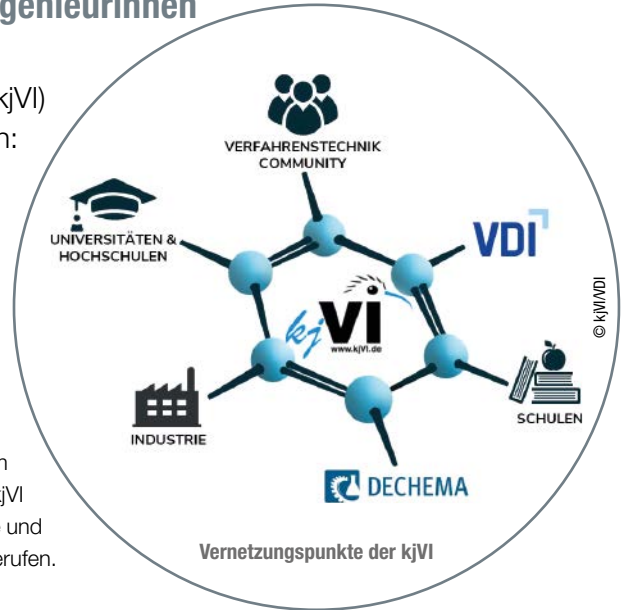 genieurinnen
kjVI)
n:
VERFAHRENSTECHNIK
COMMUNITY
UNIVERSITÄTEN &
HOCHSCHULEN
VDI
kjVI
www.kjVI.de
© kjVI/VDI
SCHULEN
INDUSTRIE
DECHEMA
n
jVI
und
erufen.
Vernetzungspunkte der kjVI